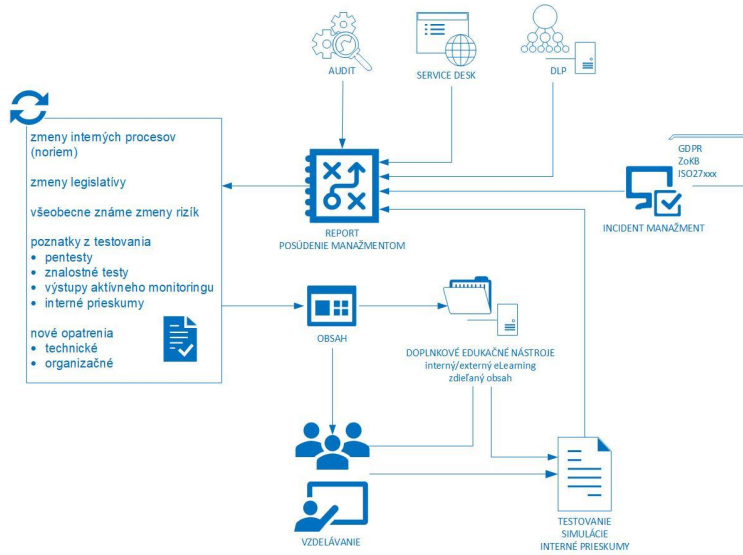 AUDIT
SERVICE DESK
DLP
zmeny interných procesov
(noriem)
zmeny legislatívy
všeobecne známe zmeny rizík
poznatky z testovania
• pentesty
• znalostné testy
• výstupy aktívneho monitoringu
• interné prieskumy
nové opatrenia
• technické
• organizačné
REPORT
POSÚDENIE MANAŽMENTOM
GDPR
ZoKB
ISO27xxx
INCIDENT MANAŽMENT
OBSAH
DOPLNKOVÉ EDUKAČNÉ NÁSTROJE
interný/externý eLearning
zdieľaný obsah
VZDELÁVANIE
TESTOVANIE
SIMULÁCIE
INTERNÉ PRIESKUMY